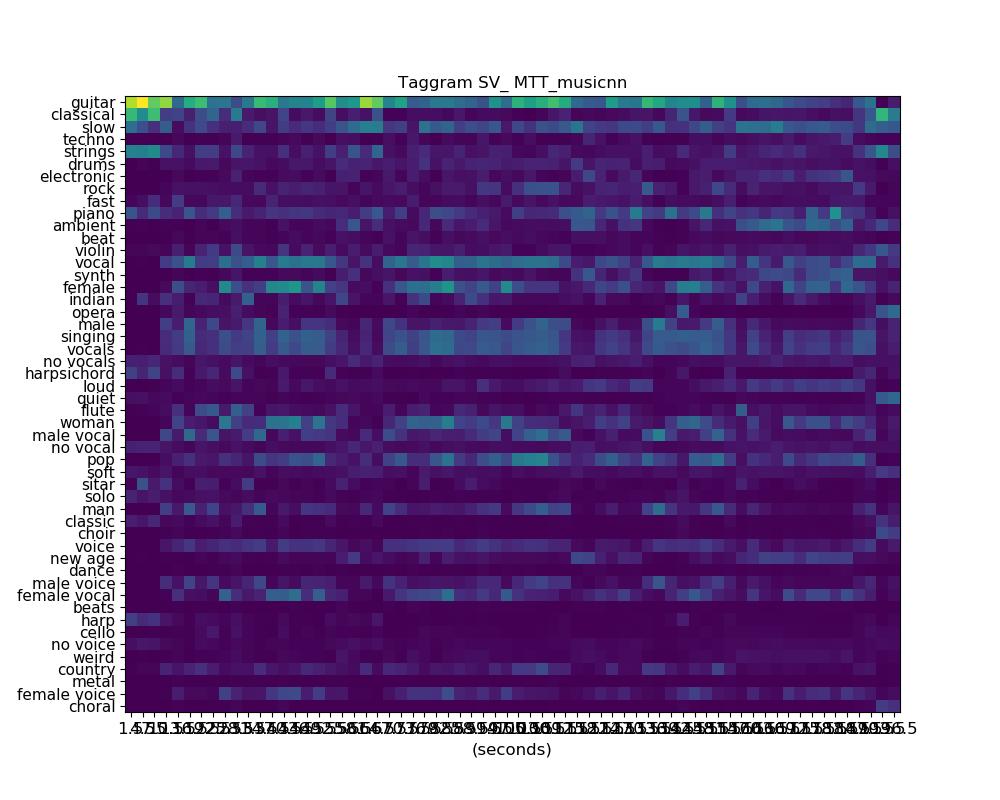 Taggram SV_ MTT_musicnn
guitar
classical
slow
techno
strings
drums
electronic
rock
fast
piano
ambient
beat
violin
vocal
synth
female
indian
opera
male
singing
vocals
no vocals
harpsichord
loud
quiet
flute
woman
male vocal
no vocal
pop
soft
sitar
solo
man
classic
choir
voice
new age
dance
male voice
female vocal
beats
harp
cello
no voice
weird
country
metal
female voice
choral
(seconds)